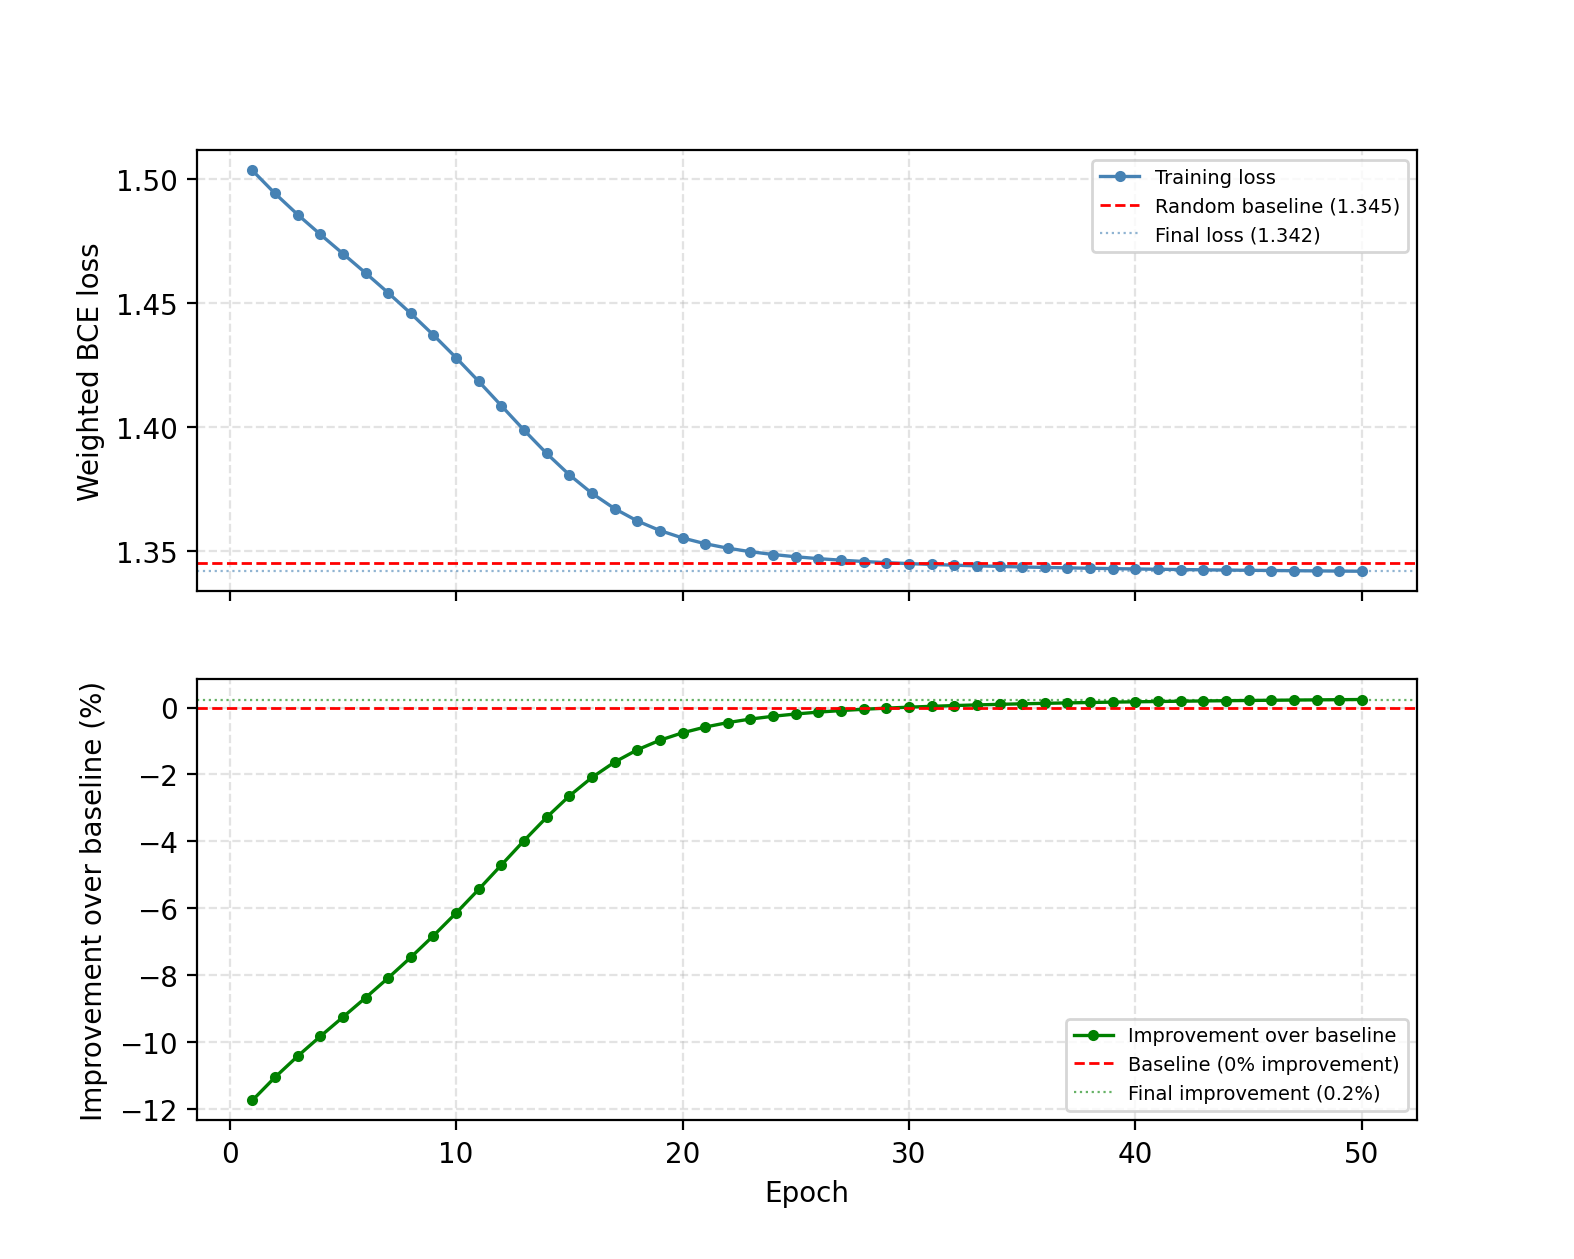 Weighted BCE loss
1.50
1.45
1.40
1.35
Training loss
Random baseline (1.345)
Final loss (1.342)
Improvement over baseline (%)
0
−2
−4
−6
−8
−10
−12
Improvement over baseline
Baseline (0% improvement)
Final improvement (0.2%)
0 10 20 30 40 50
Epoch